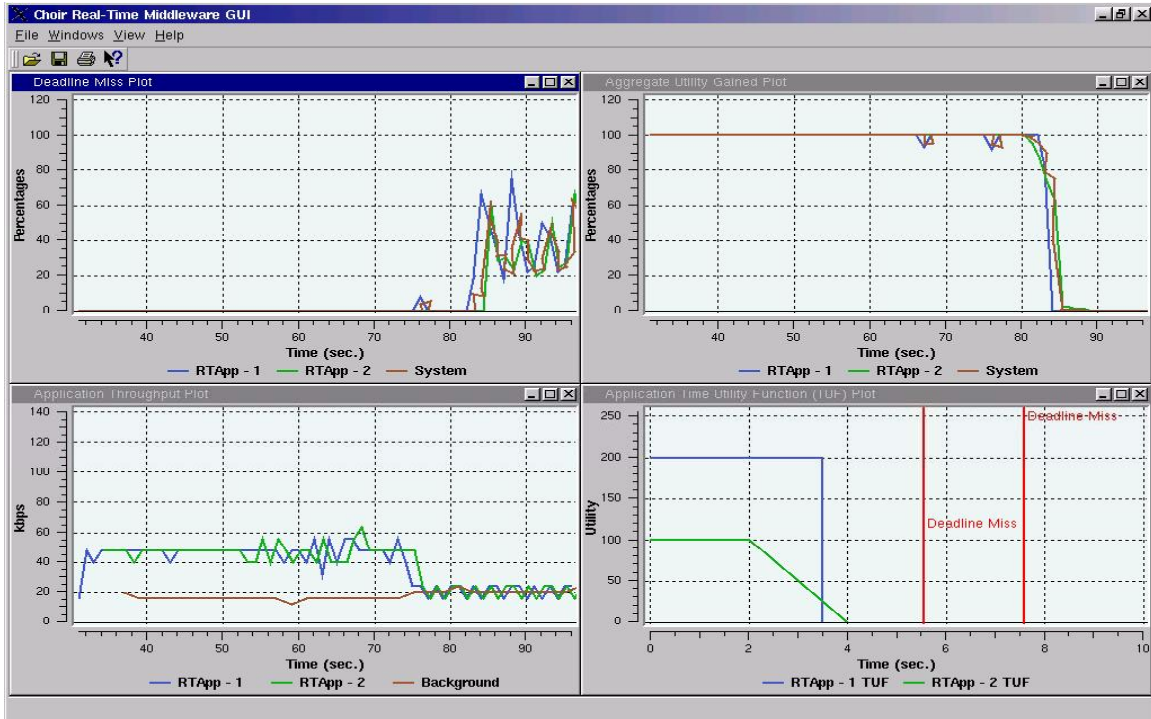 Choir Real-Time Middleware GUI
File Windows View Help
Deadline Miss Plot
120
100
80
60
40
20
0
Percentages
40 50 60 70 80 90
Time (sec.)
RTApp - 1 RTApp - 2 System
Aggregate Utility Gained Plot
120
100
80
60
40
20
0
Percentages
40 50 60 70 80 90
Time (sec.)
RTApp - 1 RTApp - 2 System
Application Throughput Plot
140
120
100
80
60
40
20
0
kbps
40 50 60 70 80 90
Time (sec.)
RTApp - 1 RTApp - 2 Background
Application Time Utility Function (TUF) Plot
250
200
150
100
50
0
Utility
Deadline Miss
Deadline Miss
0 2 4 6 8 10
Time (sec.)
RTApp - 1 TUF RTApp - 2 TUF